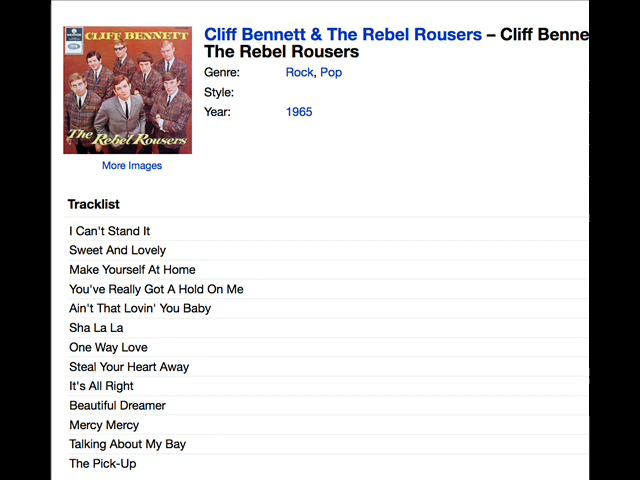 CLIFF BENNETT
The Rebel Rousers
Cliff Bennett & The Rebel Rousers – Cliff Benne
The Rebel Rousers
Genre: Rock, Pop
Style:
Year: 1965
More Images
Tracklist
I Can't Stand It
Sweet And Lovely
Make Yourself At Home
You've Really Got A Hold On Me
Ain't That Lovin' You Baby
Sha La La
One Way Love
Steal Your Heart Away
It's All Right
Beautiful Dreamer
Mercy Mercy
Talking About My Bay
The Pick-Up